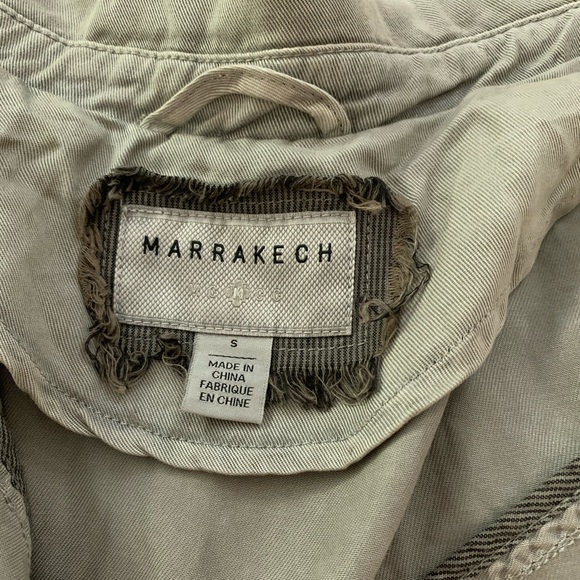 MARRAKECH
S
MADE IN
CHINA
FABRIQUE
EN CHINE